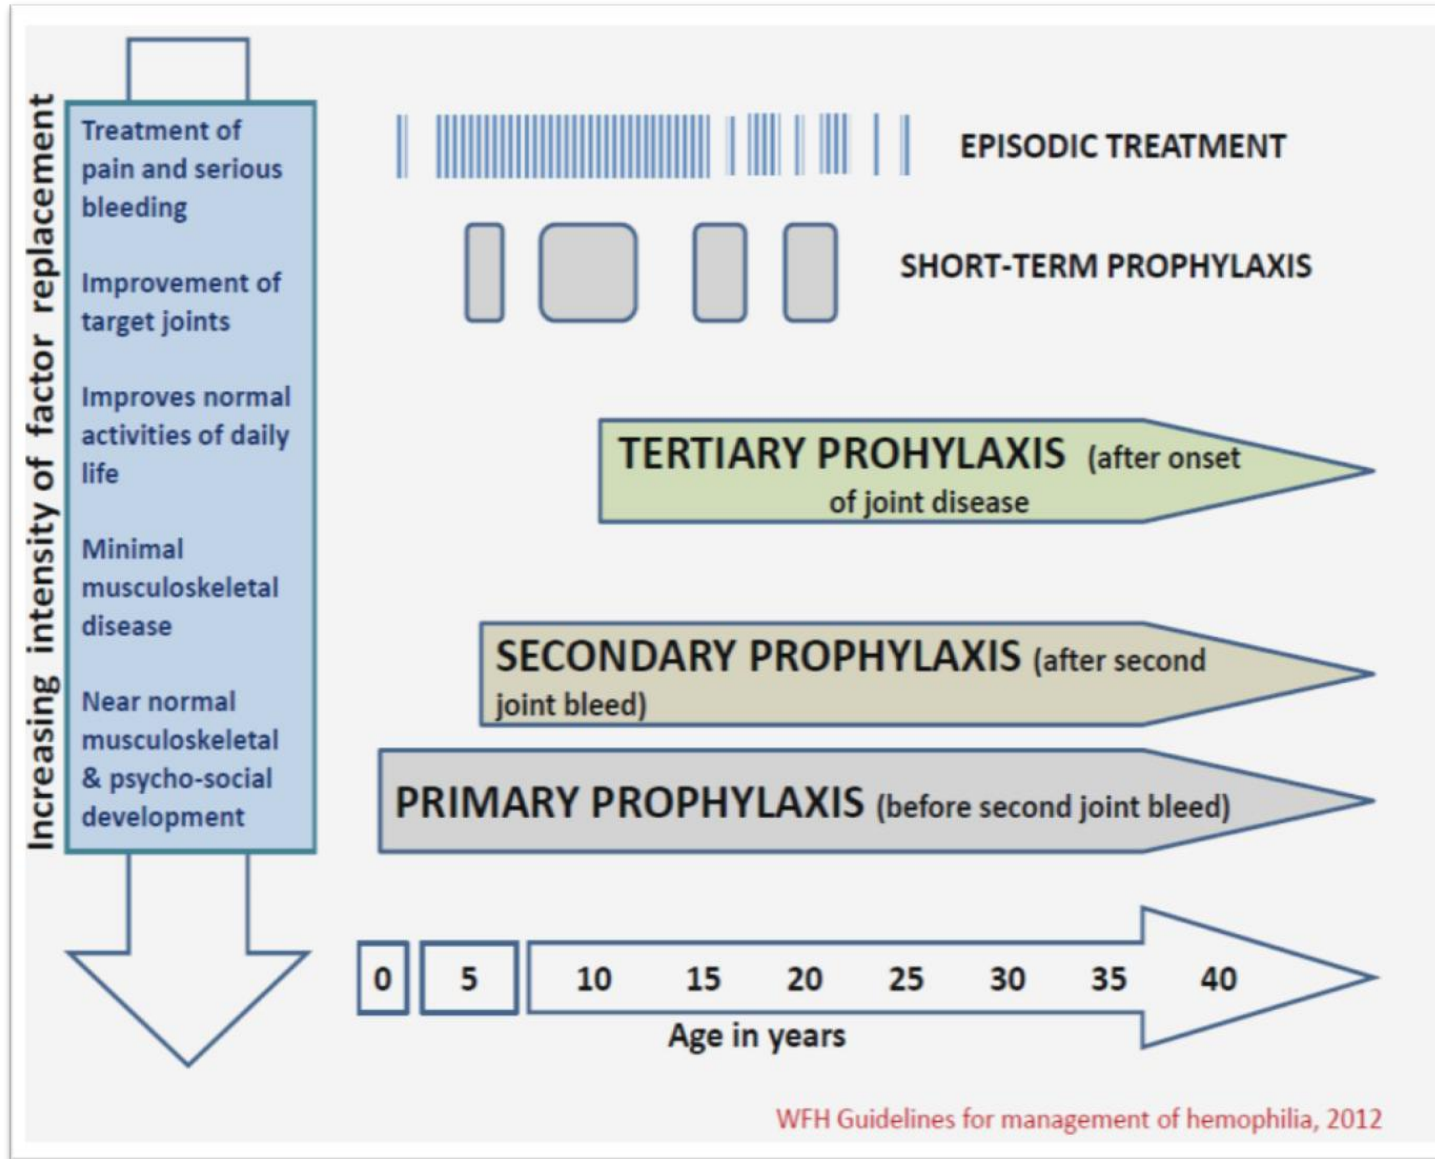 Increasing intensity of factor replacement
Treatment of
pain and serious
bleeding
Improvement of
target joints
Improves normal
activities of daily
life
Minimal
musculoskeletal
disease
Near normal
musculoskeletal
& psycho-social
development
EPISODIC TREATMENT
SHORT-TERM PROPHYLAXIS
TERTIARY PROHYLAXIS (after onset
of joint disease
SECONDARY PROPHYLAXIS (after second
joint bleed)
PRIMARY PROPHYLAXIS (before second joint bleed)
0 5 10 15 20 25 30 35 40
Age in years
WFH Guidelines for management of hemophilia, 2012